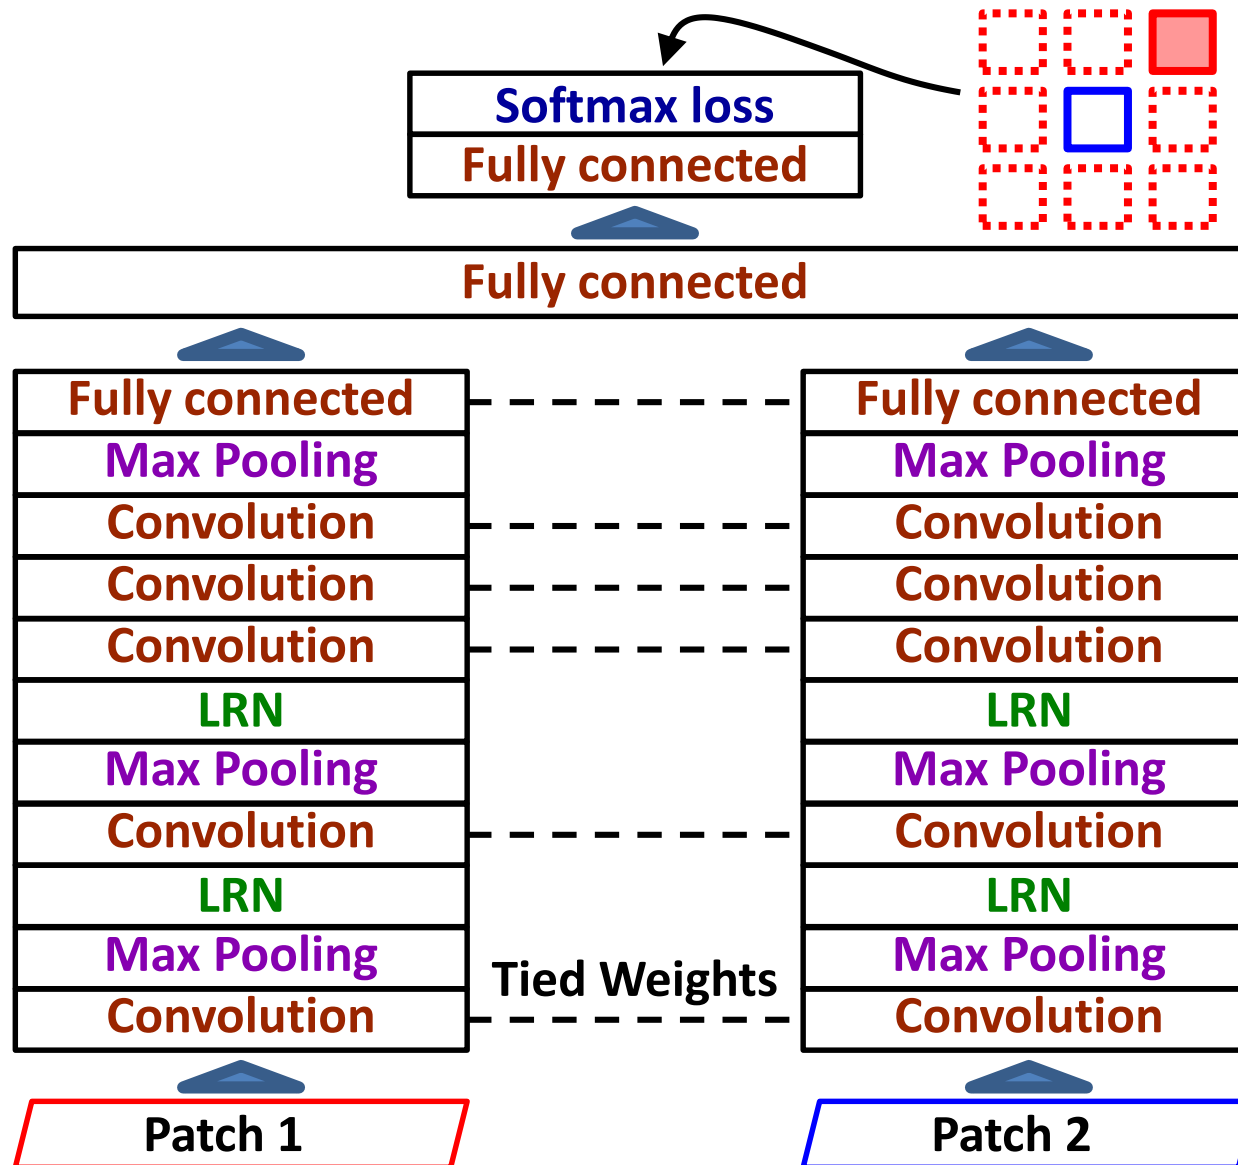 Softmax loss
Fully connected
Fully connected
Fully connected
Max Pooling
Convolution
Convolution
Convolution
LRN
Max Pooling
Convolution
LRN
Max Pooling
Convolution
Patch 1
Tied Weights
Fully connected
Max Pooling
Convolution
Convolution
Convolution
LRN
Max Pooling
Convolution
LRN
Max Pooling
Convolution
Patch 2